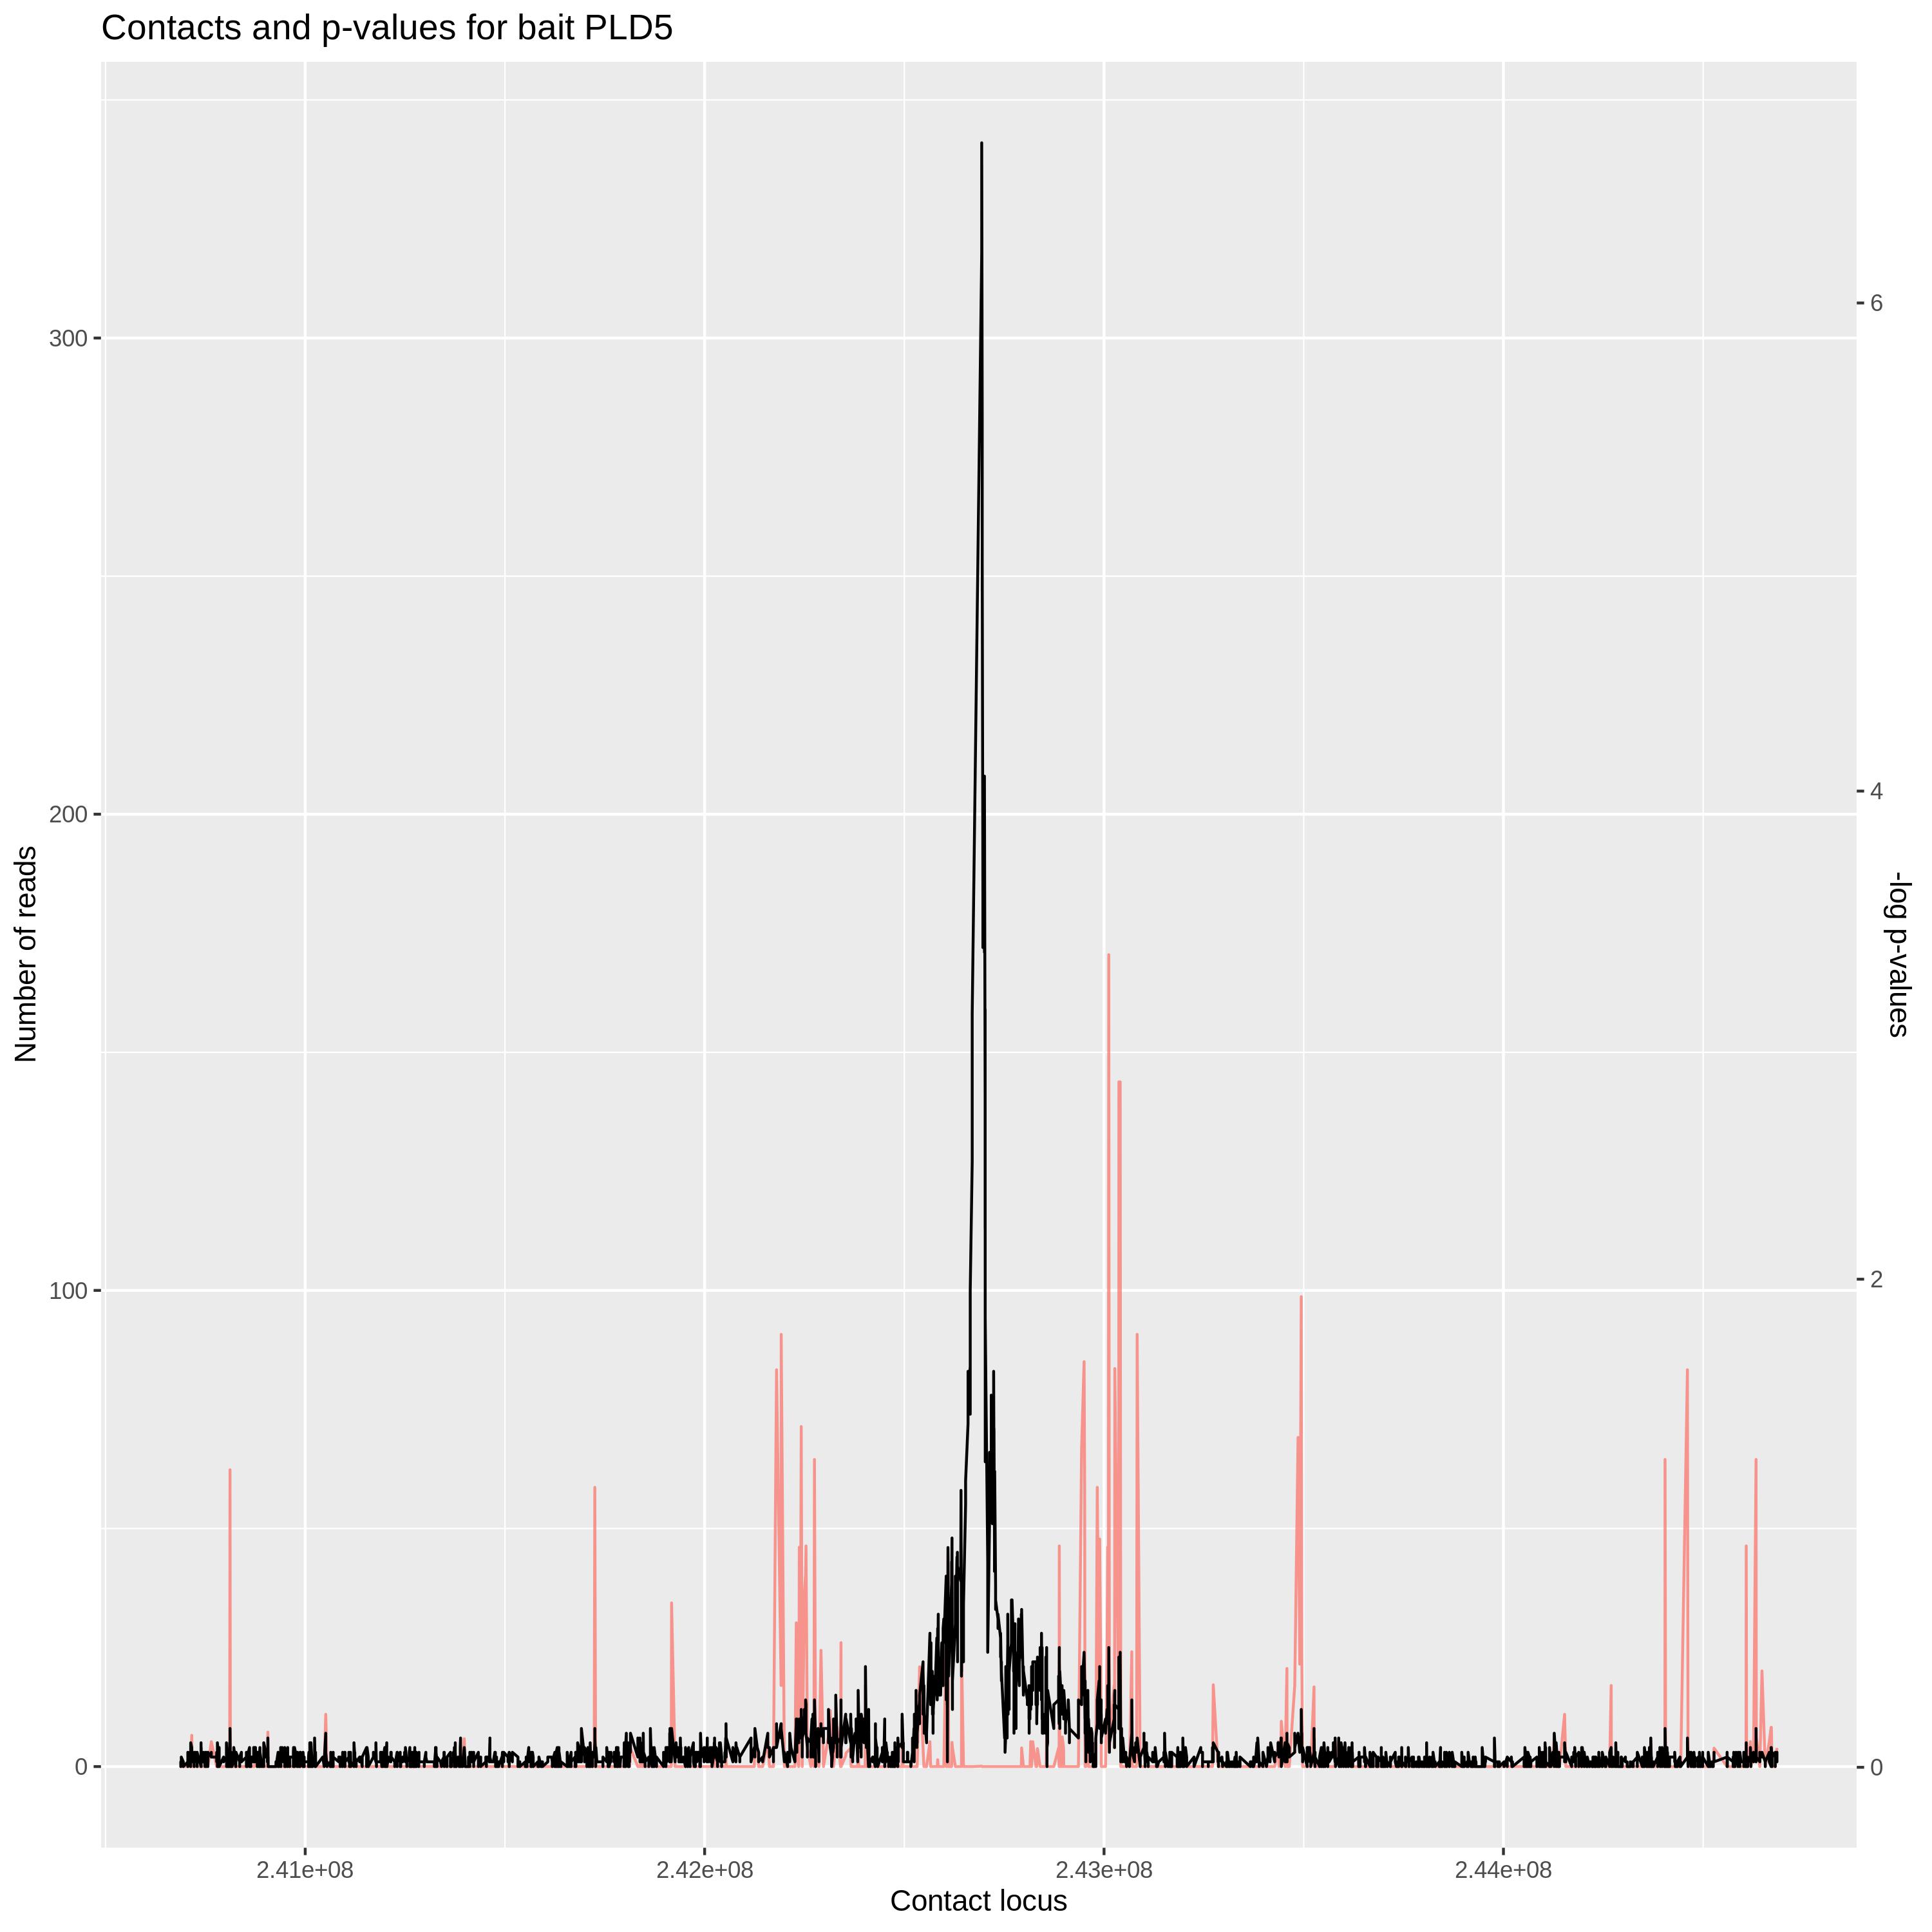 Contacts and p-values for bait PLD5
300
200
100
0
Number of reads
6
4
2
0
-log p-values
2.41e+08
2.42e+08
2.43e+08
2.44e+08
Contact locus